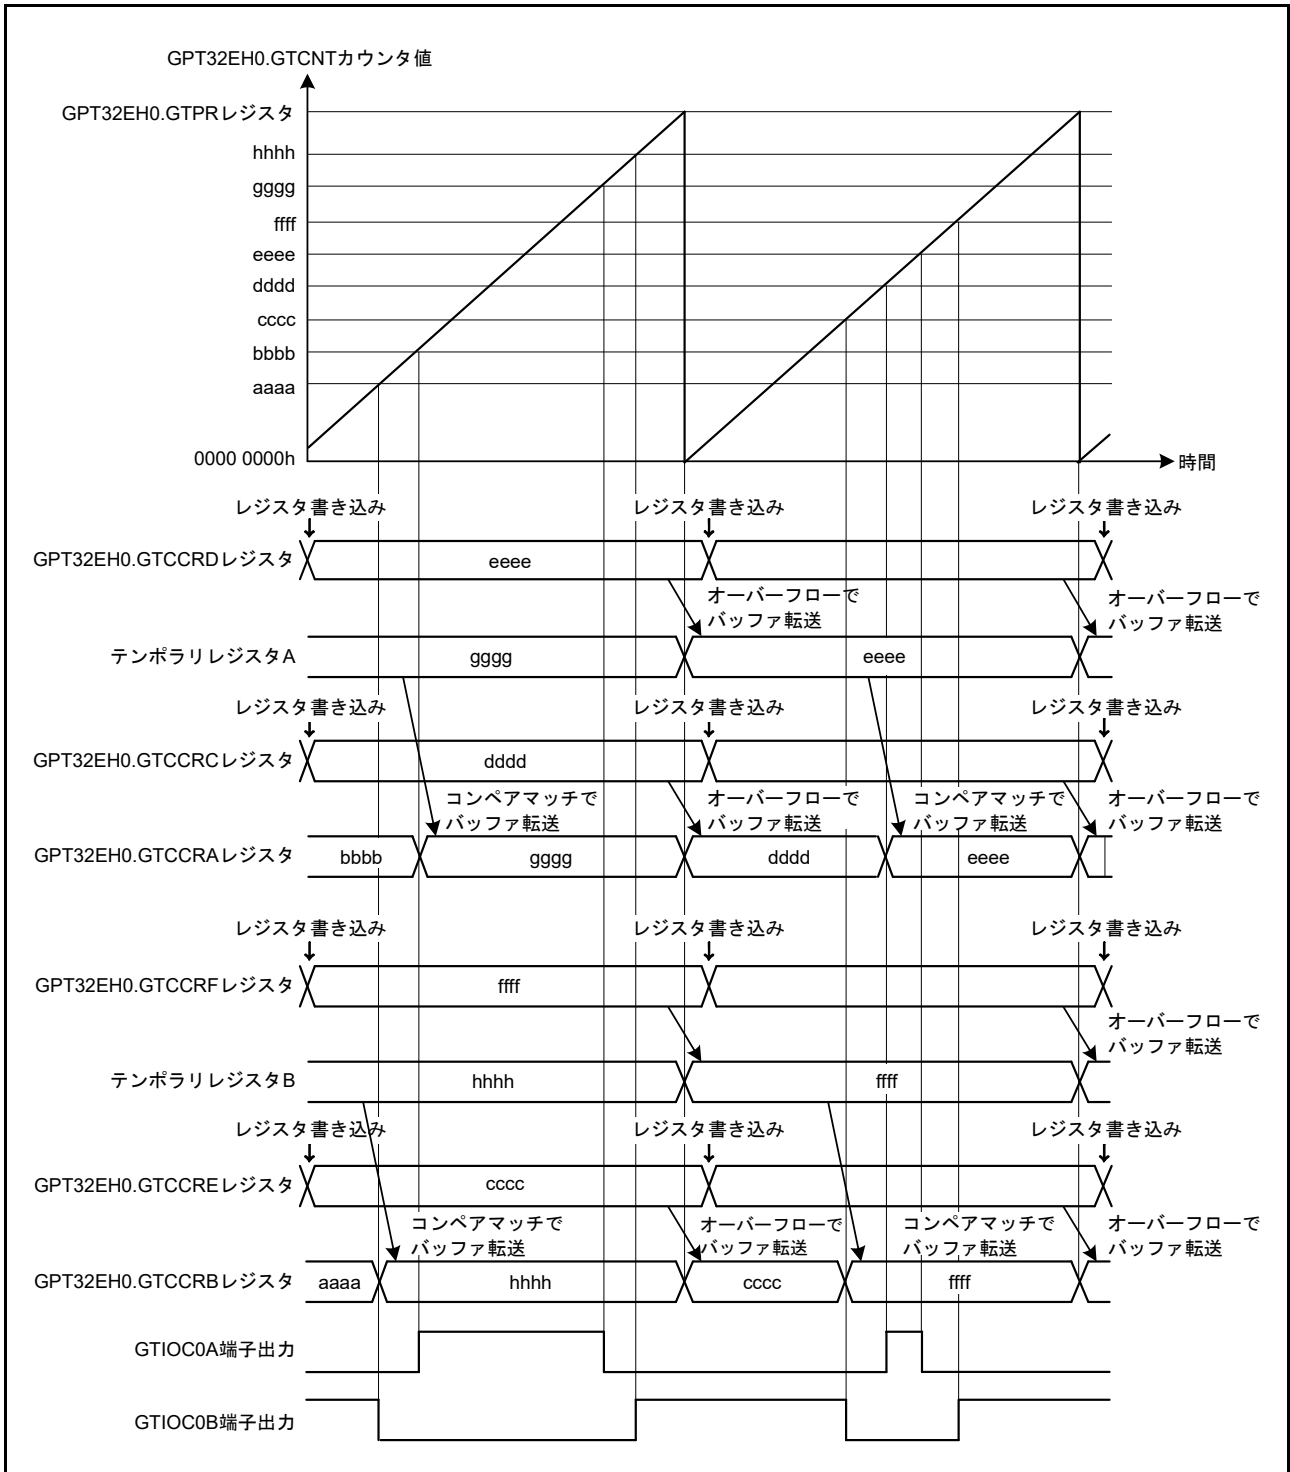 GPT32EH0.GTCNTカウンタ値
GPT32EH0.GTPRレジスタ
hhhh
gggg
ffff
eeee
dddd
cccc
bbbb
aaaa
0000 0000h
時間
レジスタ書き込み レジスタ書き込み レジスタ書き込み
GPT32EH0.GTCCRDレジスタ eeee
オーバーフローで オーバーフローで
バッファ転送 バッファ転送
テンポラリレジスタA gggg eeee
レジスタ書き込み レジスタ書き込み レジスタ書き込み
GPT32EH0.GTCCRCレジスタ dddd
コンペアマッチで オーバーフローで コンペアマッチで オーバーフローで
バッファ転送 バッファ転送 バッファ転送 バッファ転送
GPT32EH0.GTCCRAレジスタ bbbb gggg dddd eeee
レジスタ書き込み レジスタ書き込み レジスタ書き込み
GPT32EH0.GTCCRFレジスタ ffff
オーバーフローで
バッファ転送
テンポラリレジスタB hhhh ffff
レジスタ書き込み レジスタ書き込み レジスタ書き込み
GPT32EH0.GTCCREレジスタ cccc
コンペアマッチで オーバーフローで コンペアマッチで オーバーフローで
バッファ転送 バッファ転送 バッファ転送 バッファ転送
GPT32EH0.GTCCRBレジスタ aaaa hhhh cccc ffff
GTIOC0A端子出力
GTIOC0B端子出力